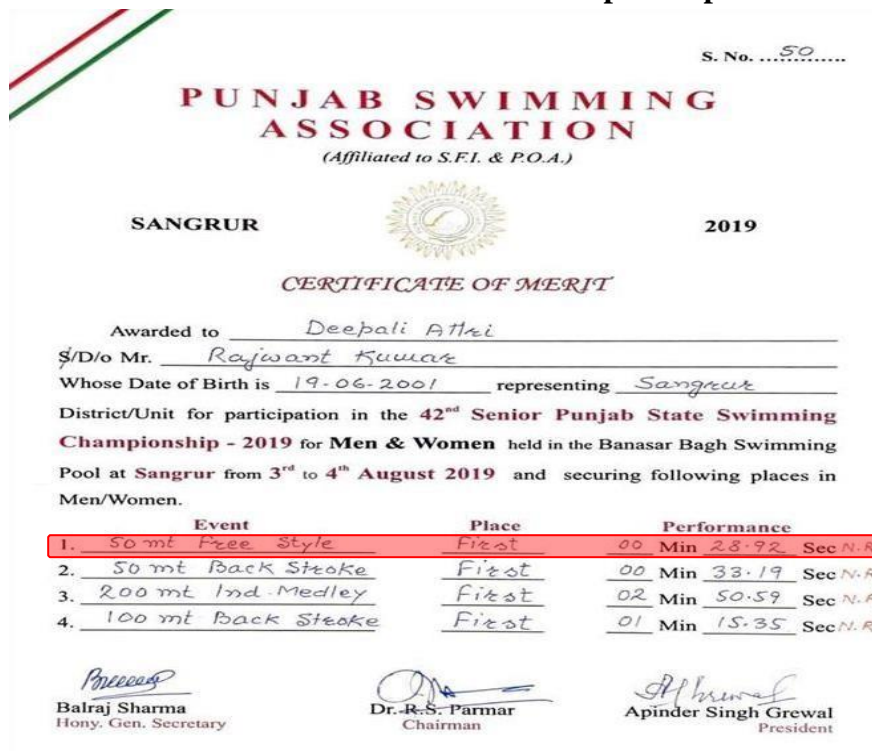 S. No. ....50......
PUNJAB SWIMMING
ASSOCIATION
(Affiliated to S.F.I. & P.O.A.)
SANGRUR 2019
CERTIFICATE OF MERIT
Awarded to Deepali Attri
S/D/o Mr. Rajwant Kumar
Whose Date of Birth is 19-06-2001 representing Sangrur
District/Unit for participation in the 42nd Senior Punjab State Swimming
Championship - 2019 for Men & Women held in the Banasar Bagh Swimming
Pool at Sangrur from 3rd to 4th August 2019 and securing following places in
Men/Women.
Event Place Performance
1. 50 mt Free Style First 00 Min 28.92 Sec N.R
2. 50 mt Back Stroke First 00 Min 33.19 Sec N.R
3. 200 mt Ind. Medley First 02 Min 50.59 Sec N.R
4. 100 mt Back Stroke First 01 Min 15.35 Sec N.R
Balraj Sharma Dr. R.S. Parmar Apinder Singh Grewal
Hony. Gen. Secretary Chairman President